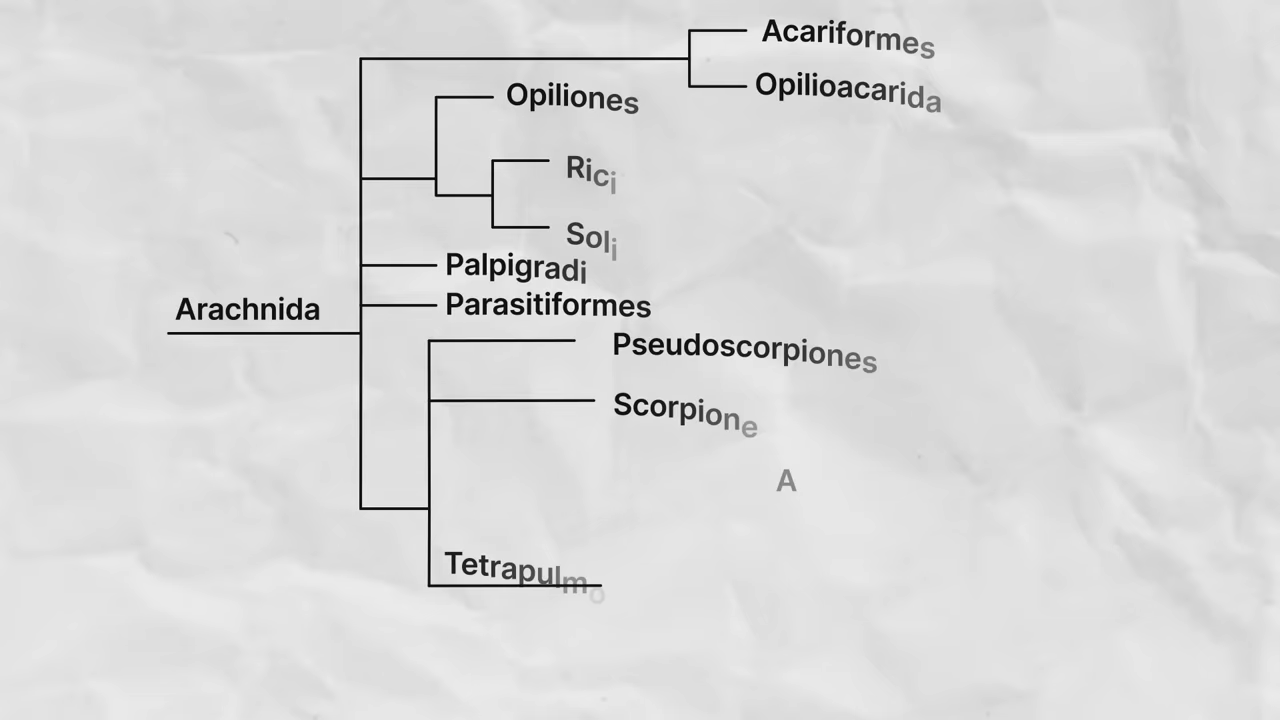 Acariformes
Opilioacarida
Opiliones
Rici
Soli
Palpigradi
Parasitiformes
Arachnida
Pseudoscorpiones
Scorpione
A
Tetrapulmo